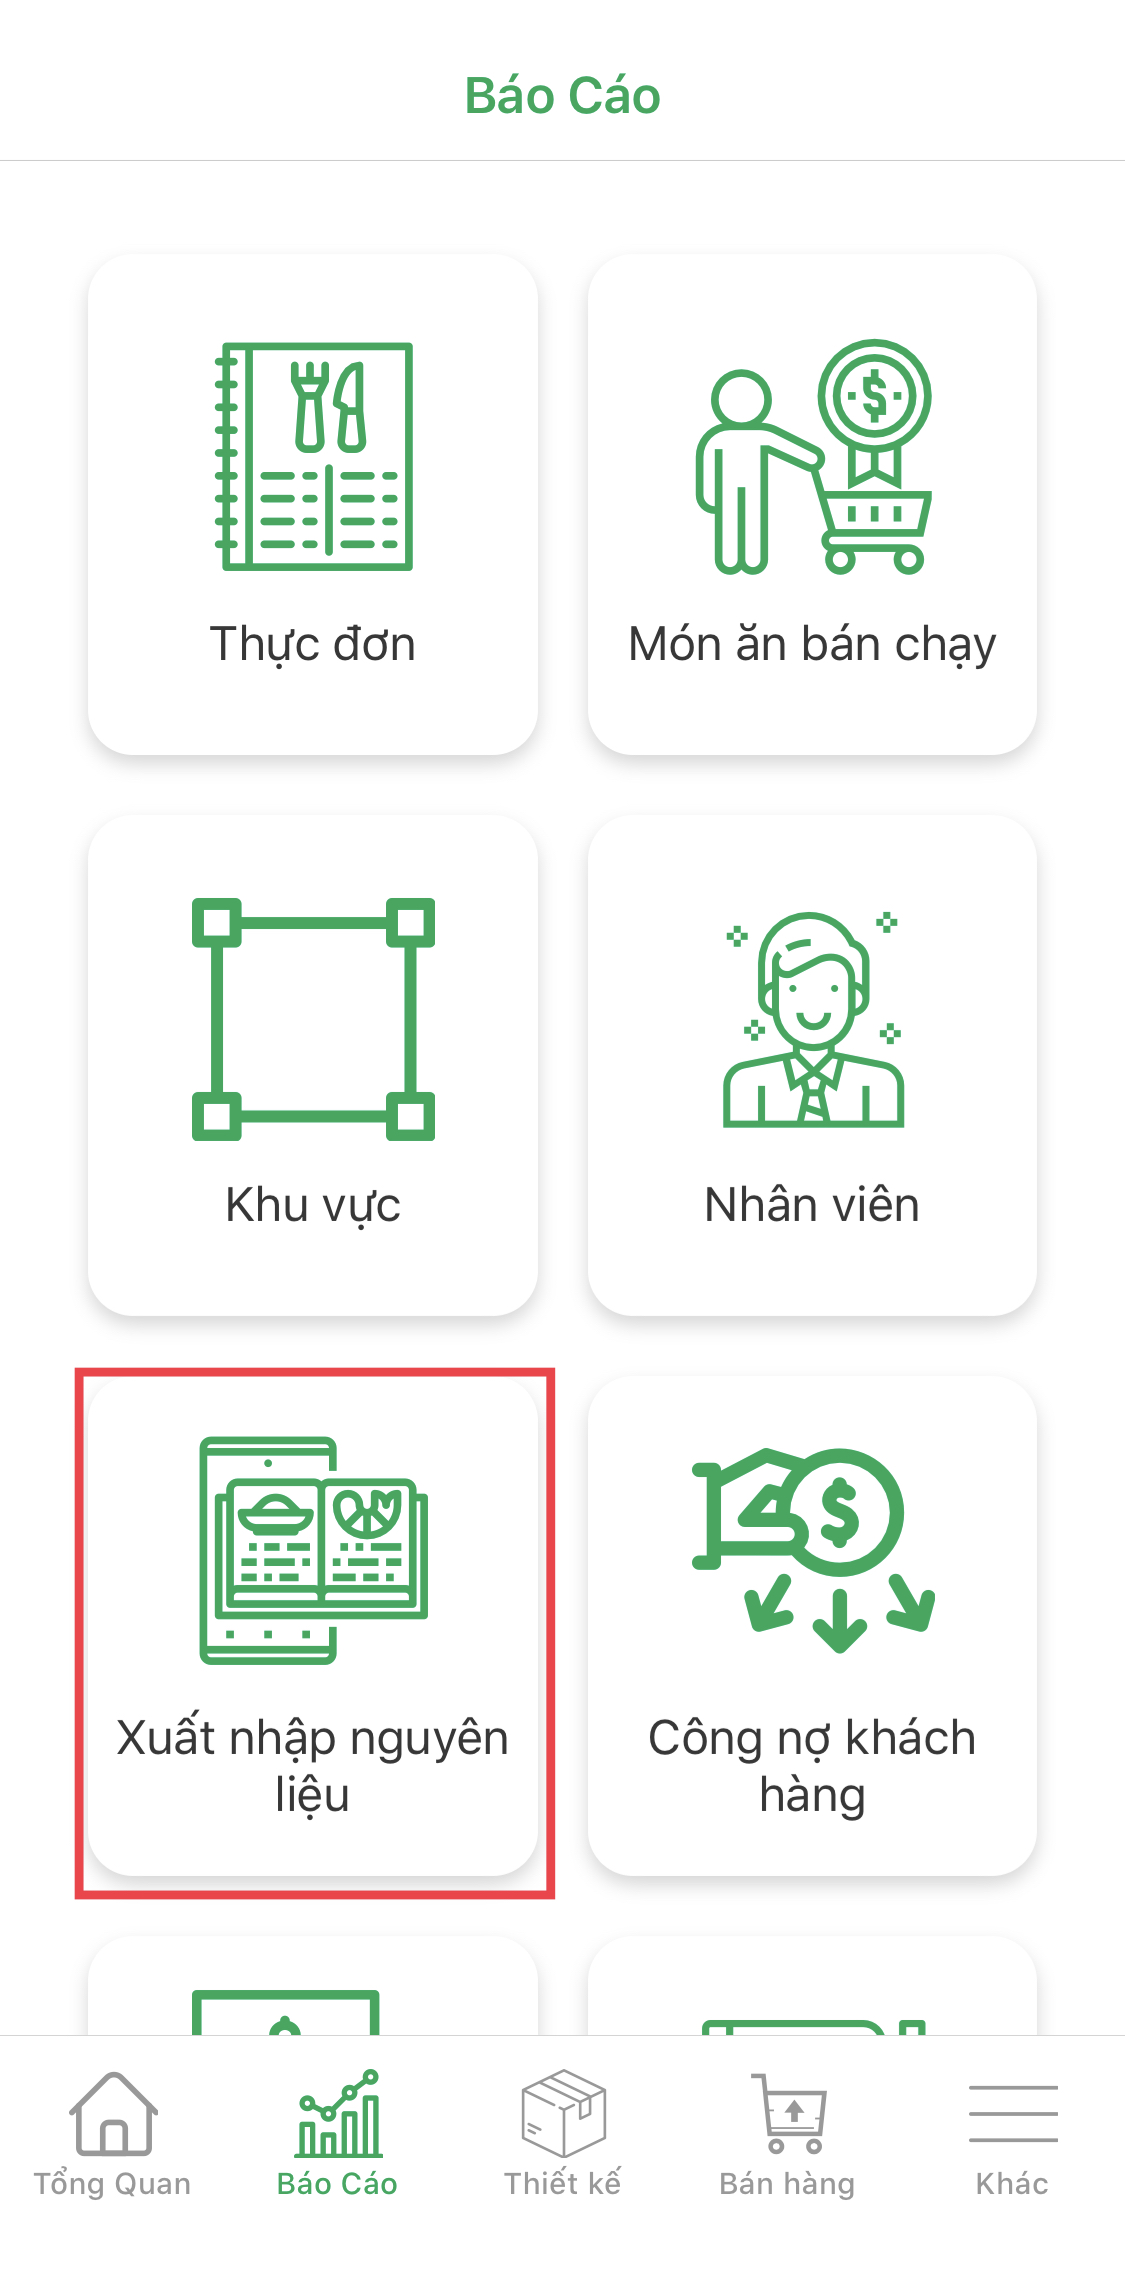 Báo Cáo
Thực đơn
Món ăn bán chạy
Khu vực
Nhân viên
Xuất nhập nguyên
liệu
Công nợ khách
hàng
Tổng Quan
Báo Cáo
Thiết kế
Bán hàng
Khác